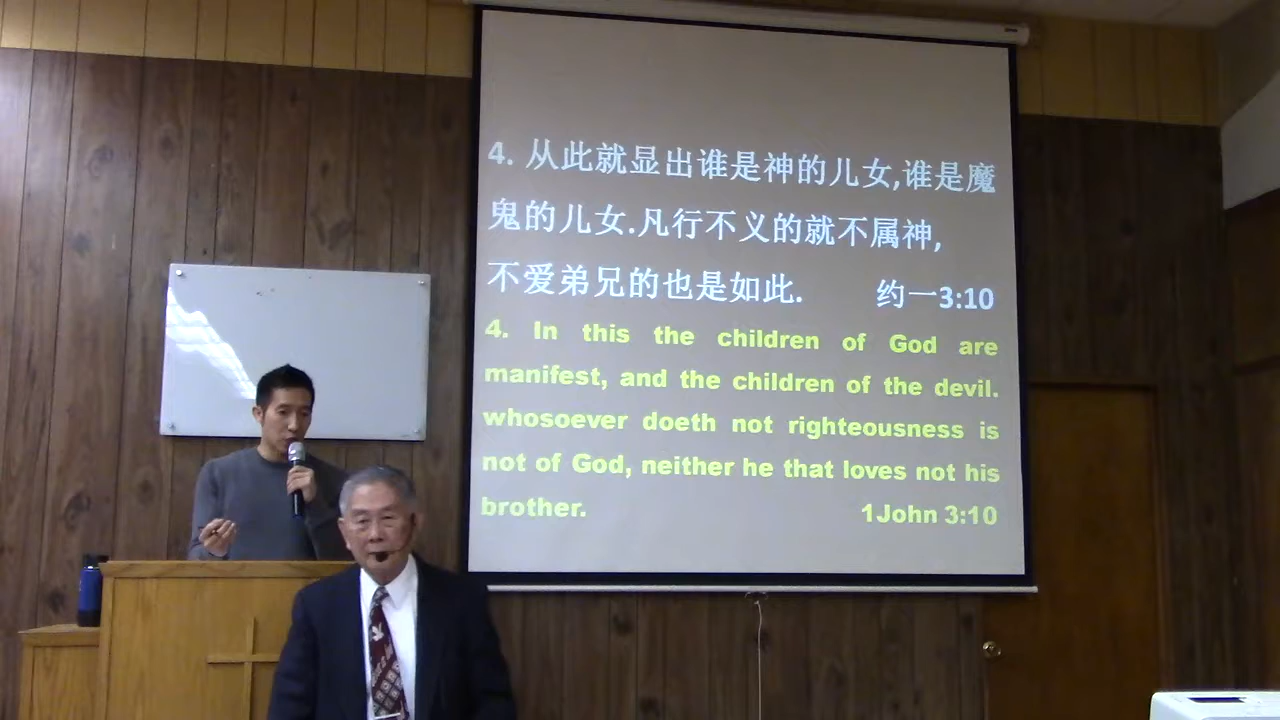 4. 从此就显出谁是神的儿女,谁是魔
鬼的儿女.凡行不义的就不属神,
不爱弟兄的也是如此. 约一3:10
4. In this the children of God are
manifest, and the children of the devil.
whosoever doeth not righteousness is
not of God, neither he that loves not his
brother. 1John 3:10